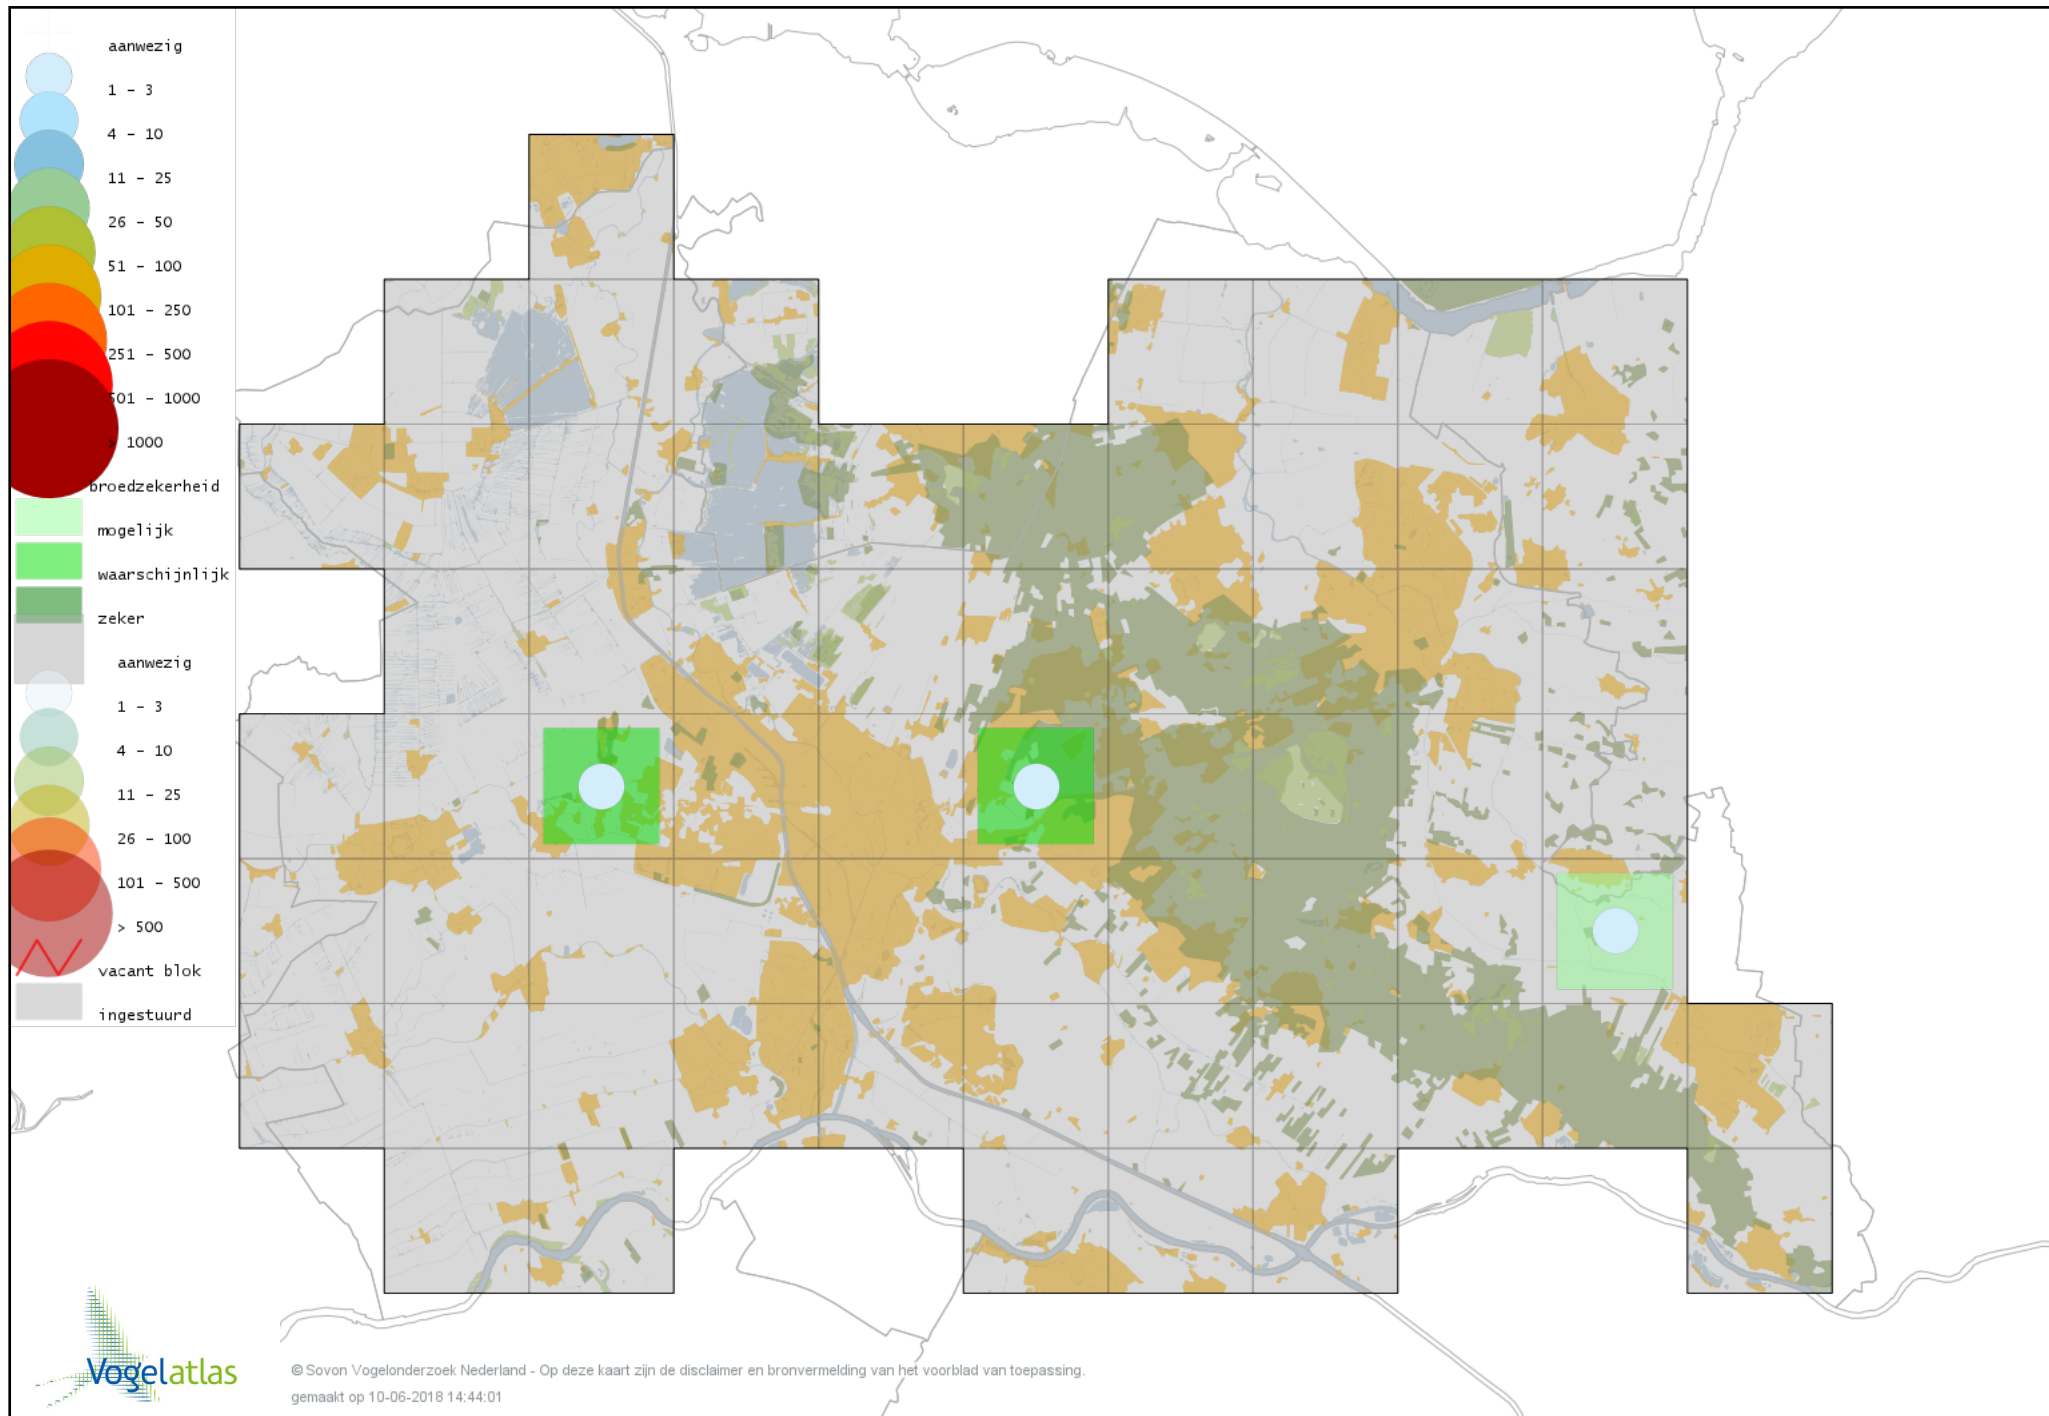 aanwezig
1 - 3
4 - 10
11 - 25
26 - 50
51 - 100
101 - 250
251 - 500
501 - 1000
> 1000
broedzekerheid
mogelijk
waarschijnlijk
zeker
aanwezig
1 - 3
4 - 10
11 - 25
26 - 100
101 - 500
> 500
vacant blok
ingestuurd
Vogelatlas
© Sovon Vogelonderzoek Nederland - Op deze kaart zijn de disclaimer en bronvermelding van het voorblad van toepassing.
gemaakt op 10-06-2018 14:44:01